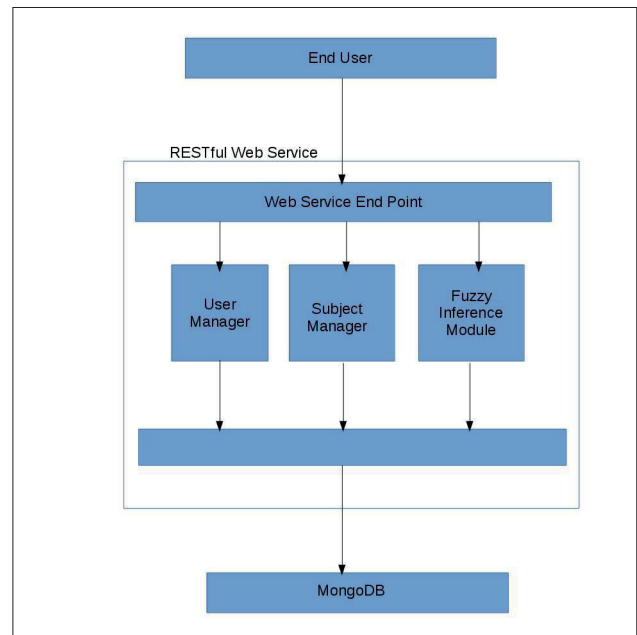 End User
RESTful Web Service
Web Service End Point
User
Manager
Subject
Manager
Fuzzy
Inference
Module
MongoDB